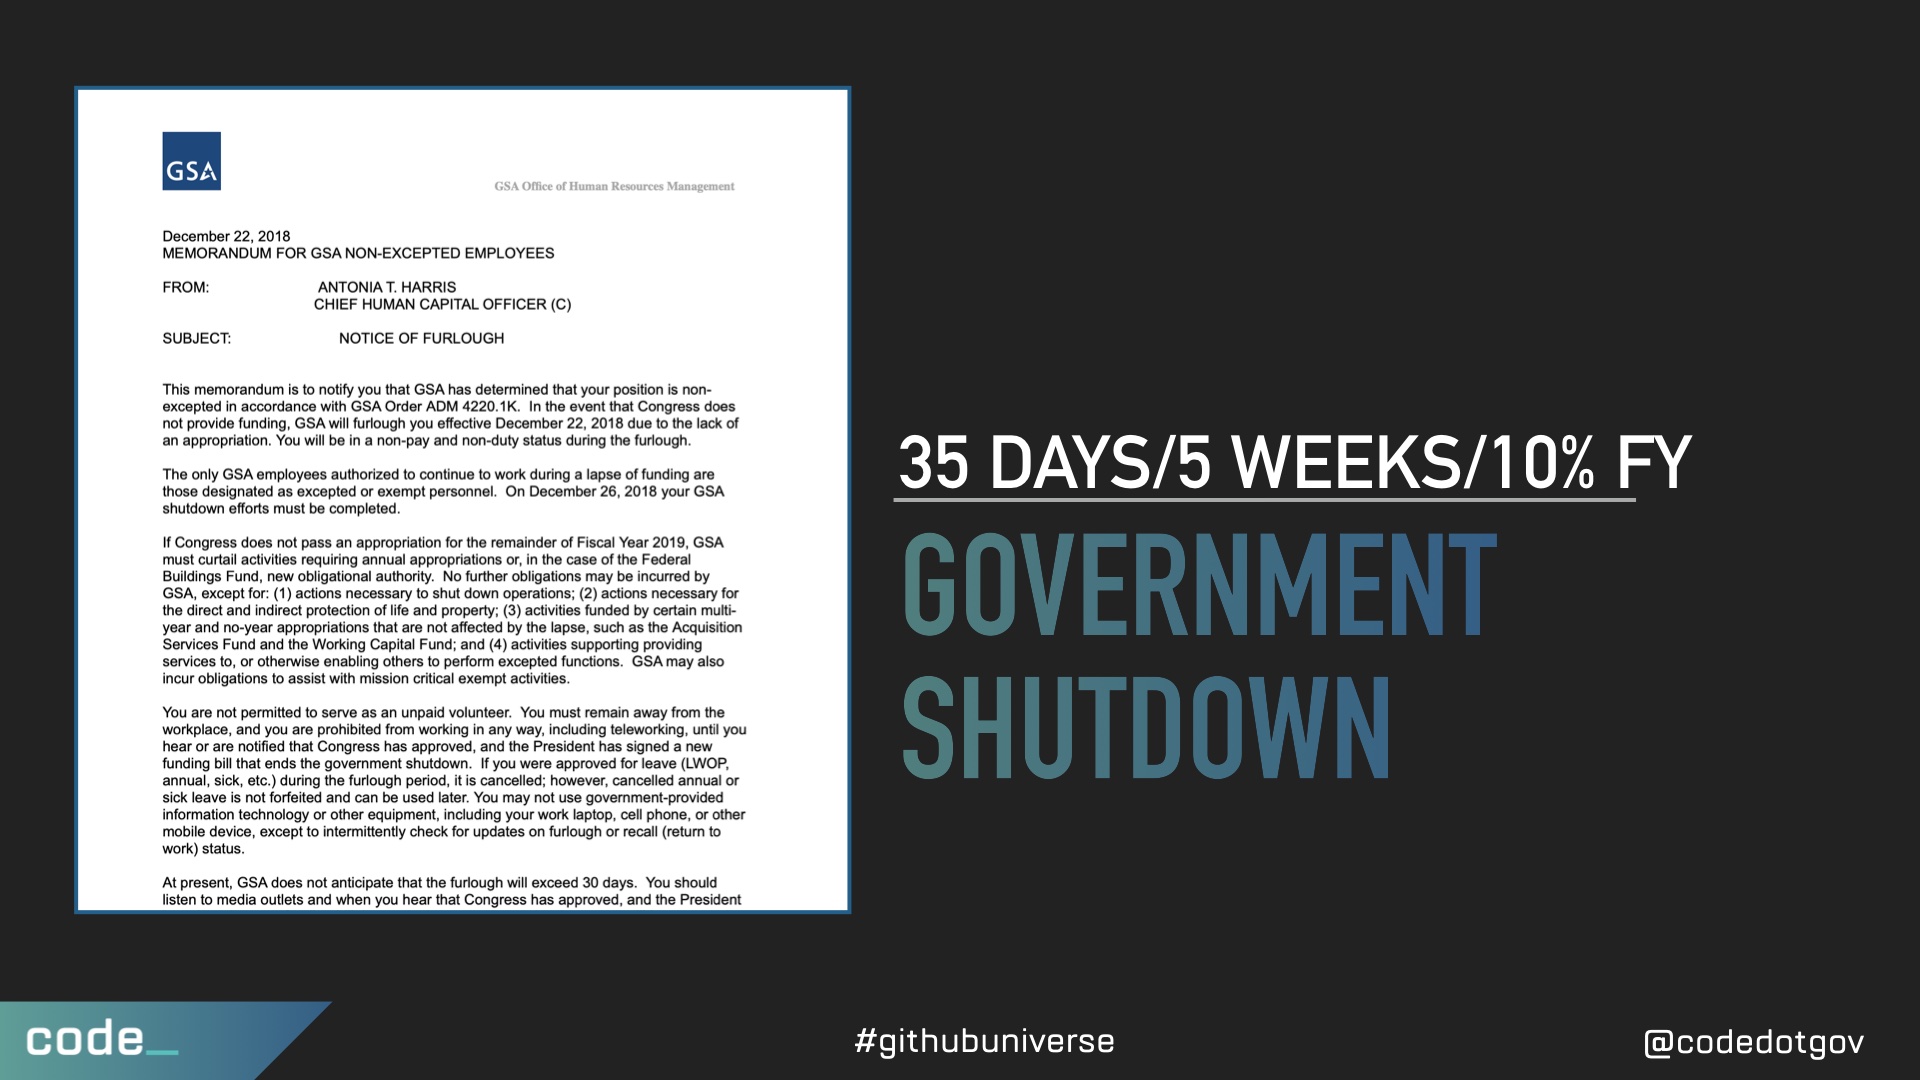 GSA
GSA Office of Human Resources Management
December 22, 2018
MEMORANDUM FOR GSA NON-EXCEPTED EMPLOYEES
FROM: ANTONIA T. HARRIS
CHIEF HUMAN CAPITAL OFFICER (C)
SUBJECT: NOTICE OF FURLOUGH
This memorandum is to notify you that GSA has determined that your position is non-
excepted in accordance with GSA Order ADM 4220.1K. In the event that Congress does
not provide funding, GSA will furlough you effective December 22, 2018 due to the lack of
an appropriation. You will be in a non-pay and non-duty status during the furlough.
The only GSA employees authorized to continue to work during a lapse of funding are
those designated as excepted or exempt personnel. On December 26, 2018 your GSA
shutdown efforts must be completed.
If Congress does not pass an appropriation for the remainder of Fiscal Year 2019, GSA
must curtail activities requiring annual appropriations or, in the case of the Federal
Buildings Fund, new obligational authority. No further obligations may be incurred by
GSA, except for: (1) actions necessary to shut down operations; (2) actions necessary for
the direct and indirect protection of life and property; (3) activities funded by certain multi-
year and no-year appropriations that are not affected by the lapse, such as the Acquisition
Services Fund and the Working Capital Fund; and (4) activities supporting providing
services to, or otherwise enabling others to perform excepted functions. GSA may also
incur obligations to assist with mission critical exempt activities.
You are not permitted to serve as an unpaid volunteer. You must remain away from the
workplace, and you are prohibited from working in any way, including teleworking, until you
hear or are notified that Congress has approved, and the President has signed a new
funding bill that ends the government shutdown. If you were approved for leave (LWOP,
annual, sick, etc.) during the furlough period, it is cancelled; however, cancelled annual or
sick leave is not forfeited and can be used later. You may not use government-provided
information technology or other equipment, including your work laptop, cell phone, or other
mobile device, except to intermittently check for updates on furlough or recall (return to
work) status.
At present, GSA does not anticipate that the furlough will exceed 30 days. You should
listen to media outlets and when you hear that Congress has approved, and the President
35 DAYS/5 WEEKS/10% FY
GOVERNMENT
SHUTDOWN
code_
#githubuniverse
@codedotgov